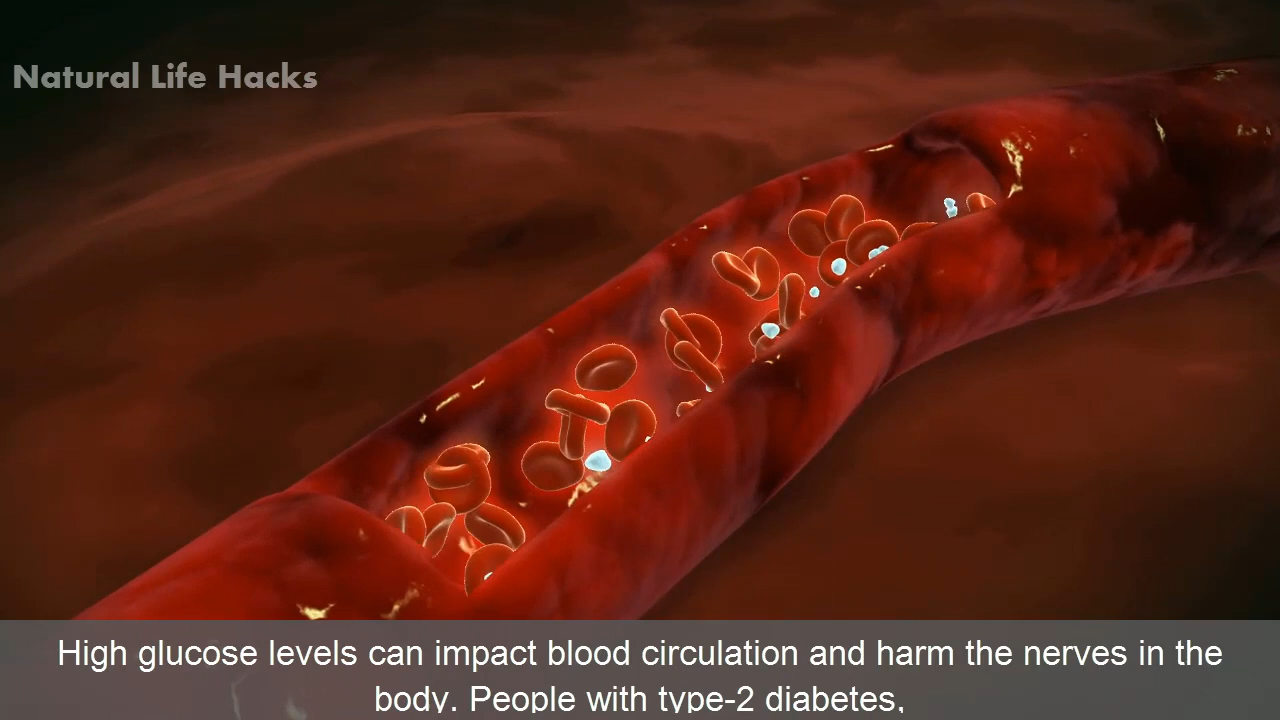 Natural Life Hacks
High glucose levels can impact blood circulation and harm the nerves in the
body. People with type-2 diabetes,